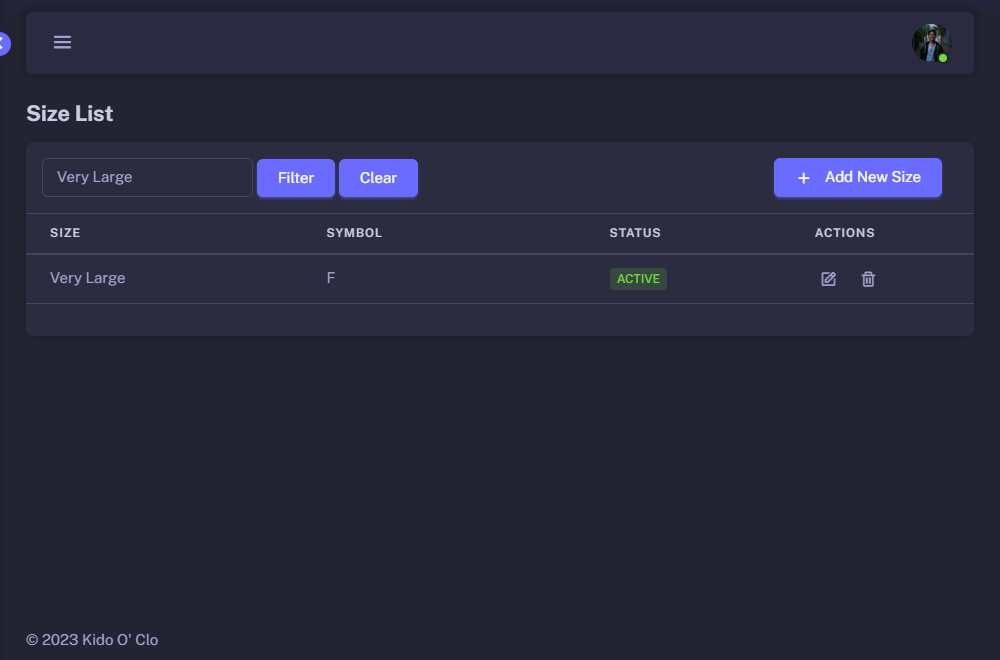 Size List
Very Large Filter Clear + Add New Size
SIZE SYMBOL STATUS ACTIONS
Very Large F ACTIVE
© 2023 Kido O' Clo